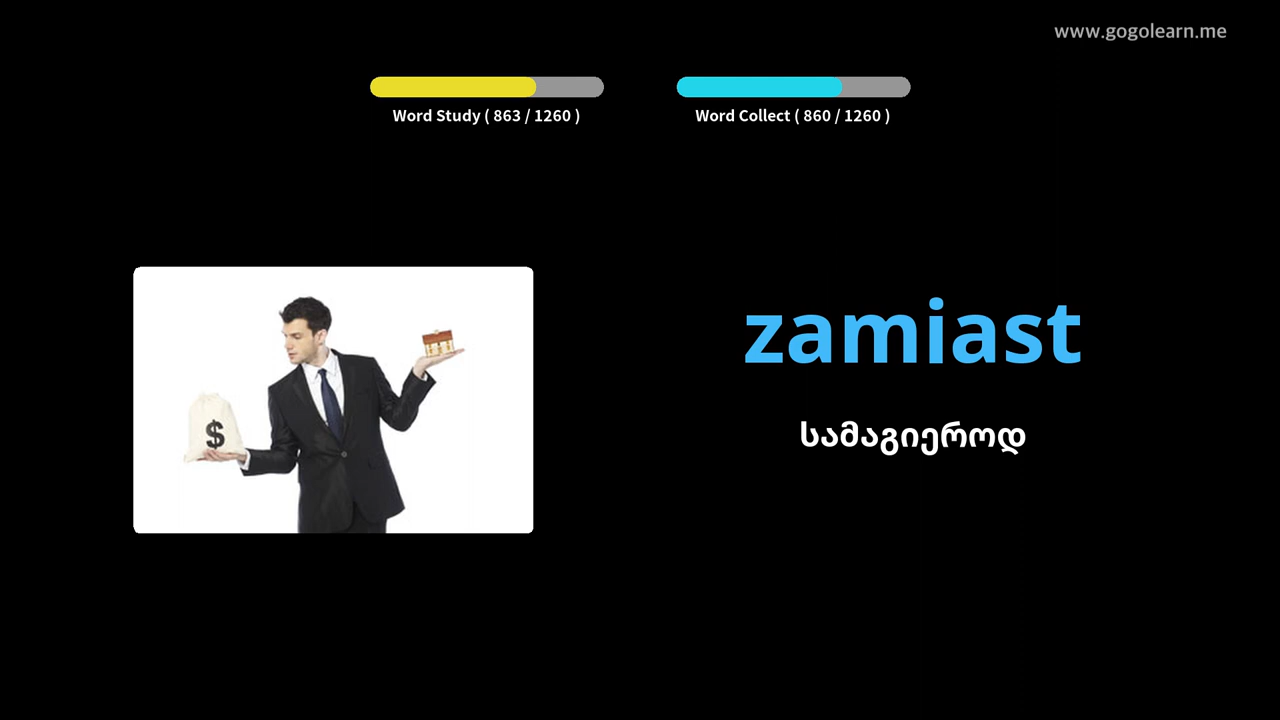 www.gogolearn.me
Word Study ( 863 / 1260 )
Word Collect ( 860 / 1260 )
$
zamiast
სამაგიეროდ